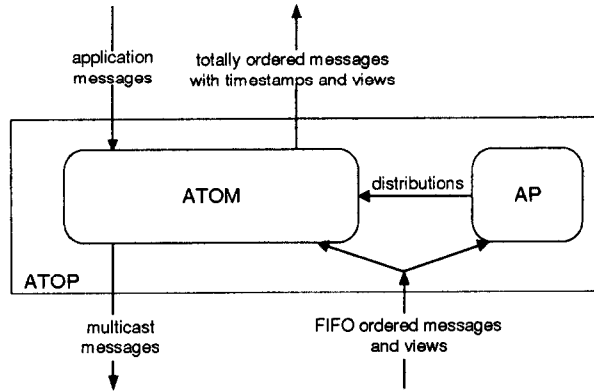 application
messages
totally ordered messages
with timestamps and views
ATOM
distributions
AP
ATOP
multicast
messages
FIFO ordered messages
and views